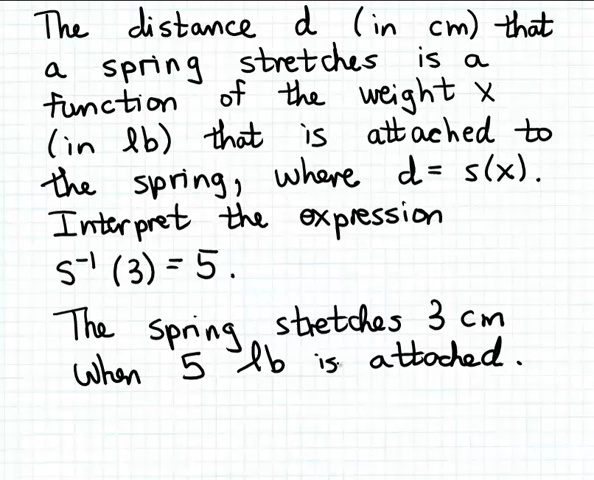 The distance d (in cm) that
a spring stretches is a
function of the weight x
(in lb) that is attached to
the spring, where d = s(x).
Interpret the expression
s⁻¹(3) = 5.
The spring stretches 3 cm
when 5 lb is attached.